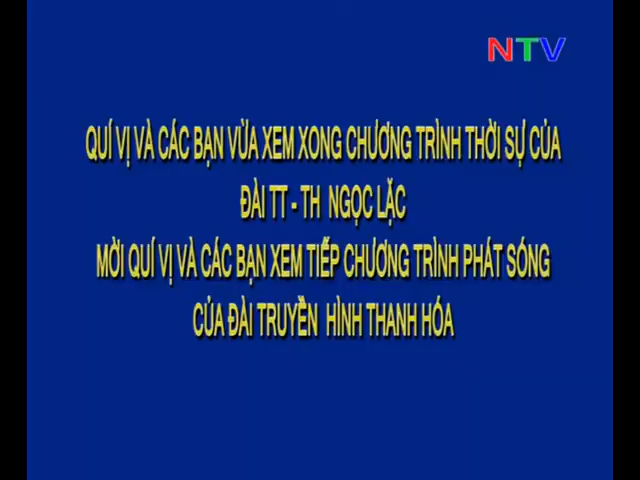 NTV
QUÍ VỊ VÀ CÁC BẠN VỪA XEM XONG CHƯƠNG TRÌNH THỜI SỰ CỦA
ĐÀI TT - TH NGỌC LẶC
MỜI QUÍ VỊ VÀ CÁC BẠN XEM TIẾP CHƯƠNG TRÌNH PHÁT SÓNG
CỦA ĐÀI TRUYỀN HÌNH THANH HÓA